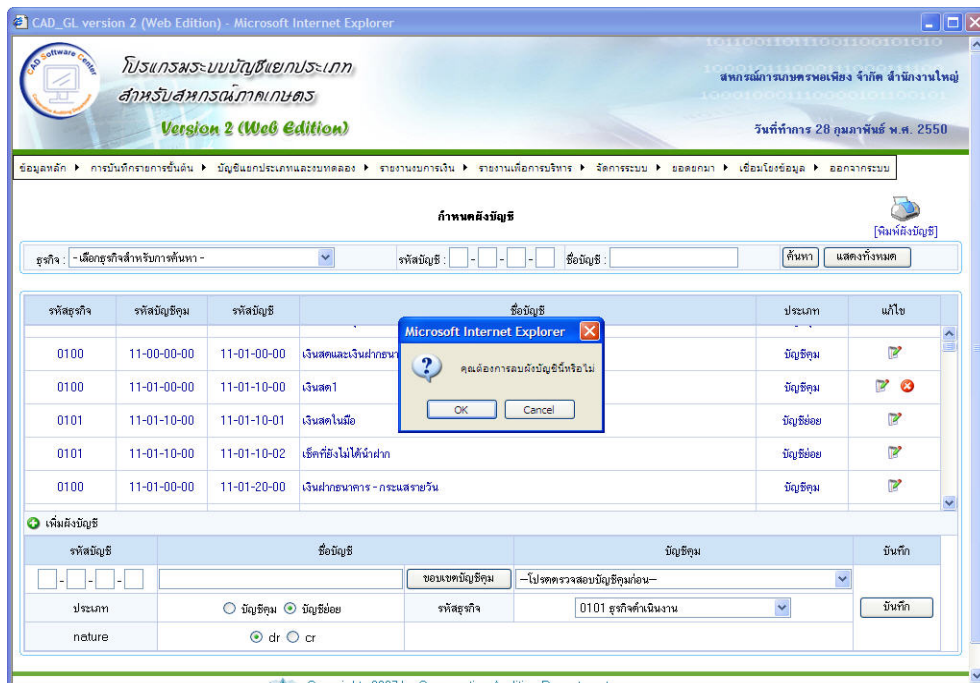 CAD_GL version 2 (Web Edition) - Microsoft Internet Explorer
CAD Software Center
โปรแกรมระบบบัญชีแยกประเภท
สำหรับสหกรณ์ภาคเกษตร
Version 2 (Web Edition)
สหกรณ์การเกษตรพอเพียง จำกัด สำนักงานใหญ่
วันที่ทำการ 28 กุมภาพันธ์ พ.ศ. 2550
ข้อมูลหลัก การบันทึกรายการขั้นต้น บัญชีแยกประเภทและงบทดลอง รายงานงบการเงิน รายงานเพื่อการบริหาร จัดการระบบ ยอดยกมา เชื่อมโยงข้อมูล ออกจากระบบ
กำหนดผังบัญชี
[พิมพ์ผังบัญชี]
ธุรกิจ : - เลือกธุรกิจสำหรับการค้นหา - รหัสบัญชี : - - - ชื่อบัญชี : ค้นหา แสดงทั้งหมด
รหัสธุรกิจ รหัสบัญชีคุม รหัสบัญชี ชื่อบัญชี ประเภท แก้ไข
0100 11-00-00-00 11-01-00-00 เงินสดและเงินฝากธนา บัญชีคุม
0100 11-01-00-00 11-01-10-00 เงินสด1 บัญชีคุม
0101 11-01-10-00 11-01-10-01 เงินสดในมือ บัญชีย่อย
0101 11-01-10-00 11-01-10-02 เช็คที่ยังไม่ได้นำฝาก บัญชีย่อย
0100 11-01-00-00 11-01-20-00 เงินฝากธนาคาร - กระแสรายวัน บัญชีคุม
Microsoft Internet Explorer
คุณต้องการลบผังบัญชีนี้หรือไม่
OK Cancel
เพิ่มผังบัญชี
รหัสบัญชี ชื่อบัญชี บัญชีคุม บันทึก
- - - ขอบเขตบัญชีคุม --โปรดตรวจสอบบัญชีคุมก่อน--
ประเภท บัญชีคุม บัญชีย่อย รหัสธุรกิจ 0101 ธุรกิจดำเนินงาน บันทึก
nature dr cr